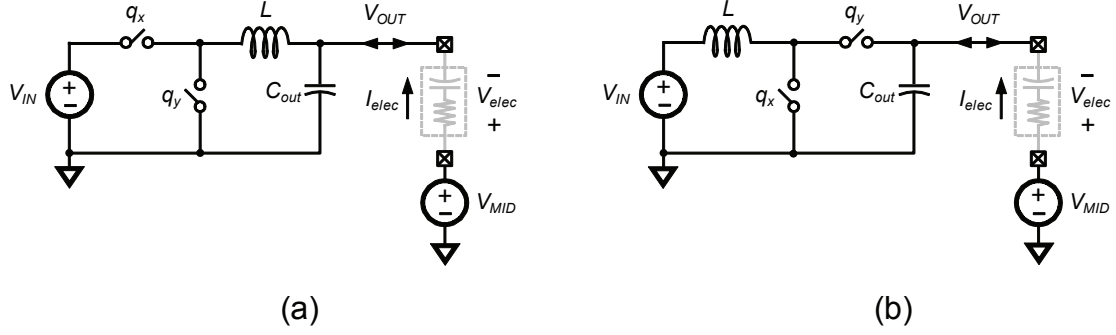 q_x
L
V_OUT
V_IN
+
−
q_y
C_out
I_elec
−
V_elec
+
+
−
V_MID
(a)
L
q_y
V_OUT
V_IN
+
−
q_x
C_out
I_elec
−
V_elec
+
+
−
V_MID
(b)